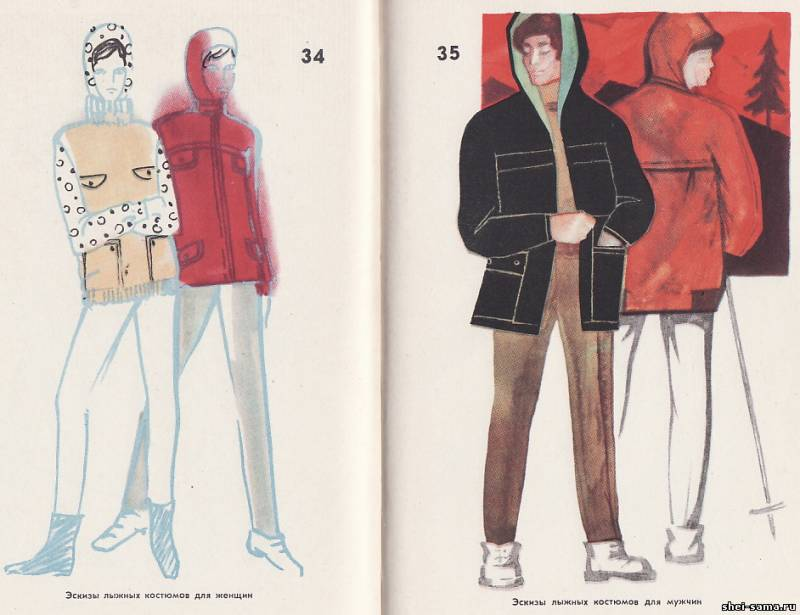 34
35
Эскизы лыжных костюмов для женщин
Эскизы лыжных костюмов для мужчин
shei-sama.ru